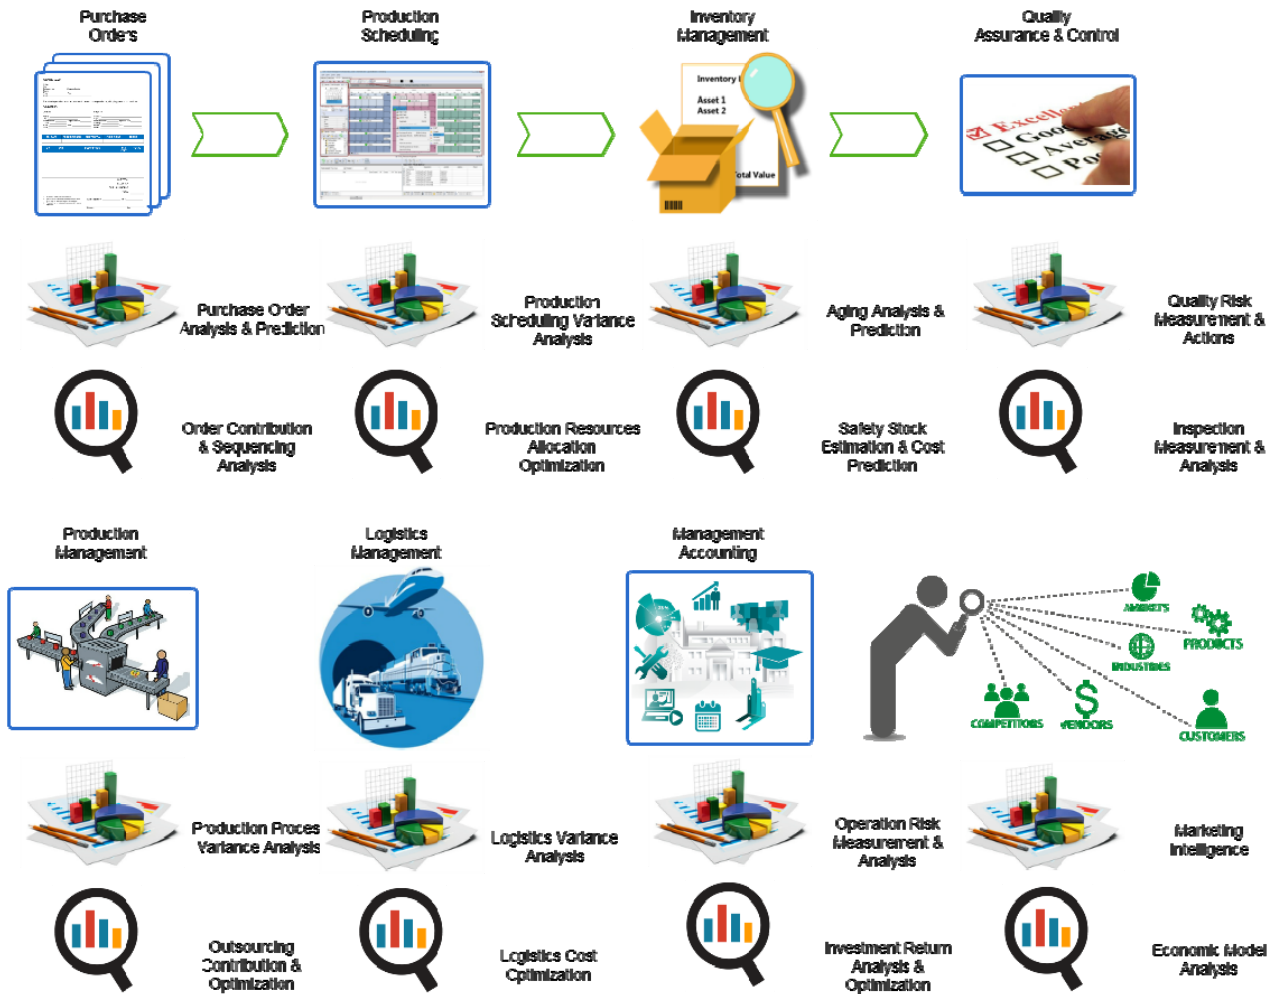 Purchase
Orders
Production
Scheduling
Inventory
Management
Quality
Assurance & Control
Inventory
Asset 1
Asset 2
Total Value
Purchase Order
Analysis & Prediction
Production
Scheduling Variance
Analysis
Aging Analysis &
Prediction
Quality Risk
Measurement &
Actions
Order Contribution
& Sequencing
Analysis
Production Resources
Allocation
Optimization
Safety Stock
Estimation & Cost
Prediction
Inspection
Measurement &
Analysis
Production
Management
Logistics
Management
Management
Accounting
MARKETS
PRODUCTS
INDUSTRIES
COMPETITORS
VENDORS
CUSTOMERS
Production Proces
Variance Analysis
Logistics Variance
Analysis
Operation Risk
Measurement &
Analysis
Marketing
Intelligence
Outsourcing
Contribution &
Optimization
Logistics Cost
Optimization
Investment Return
Analysis &
Optimization
Economic Model
Analysis